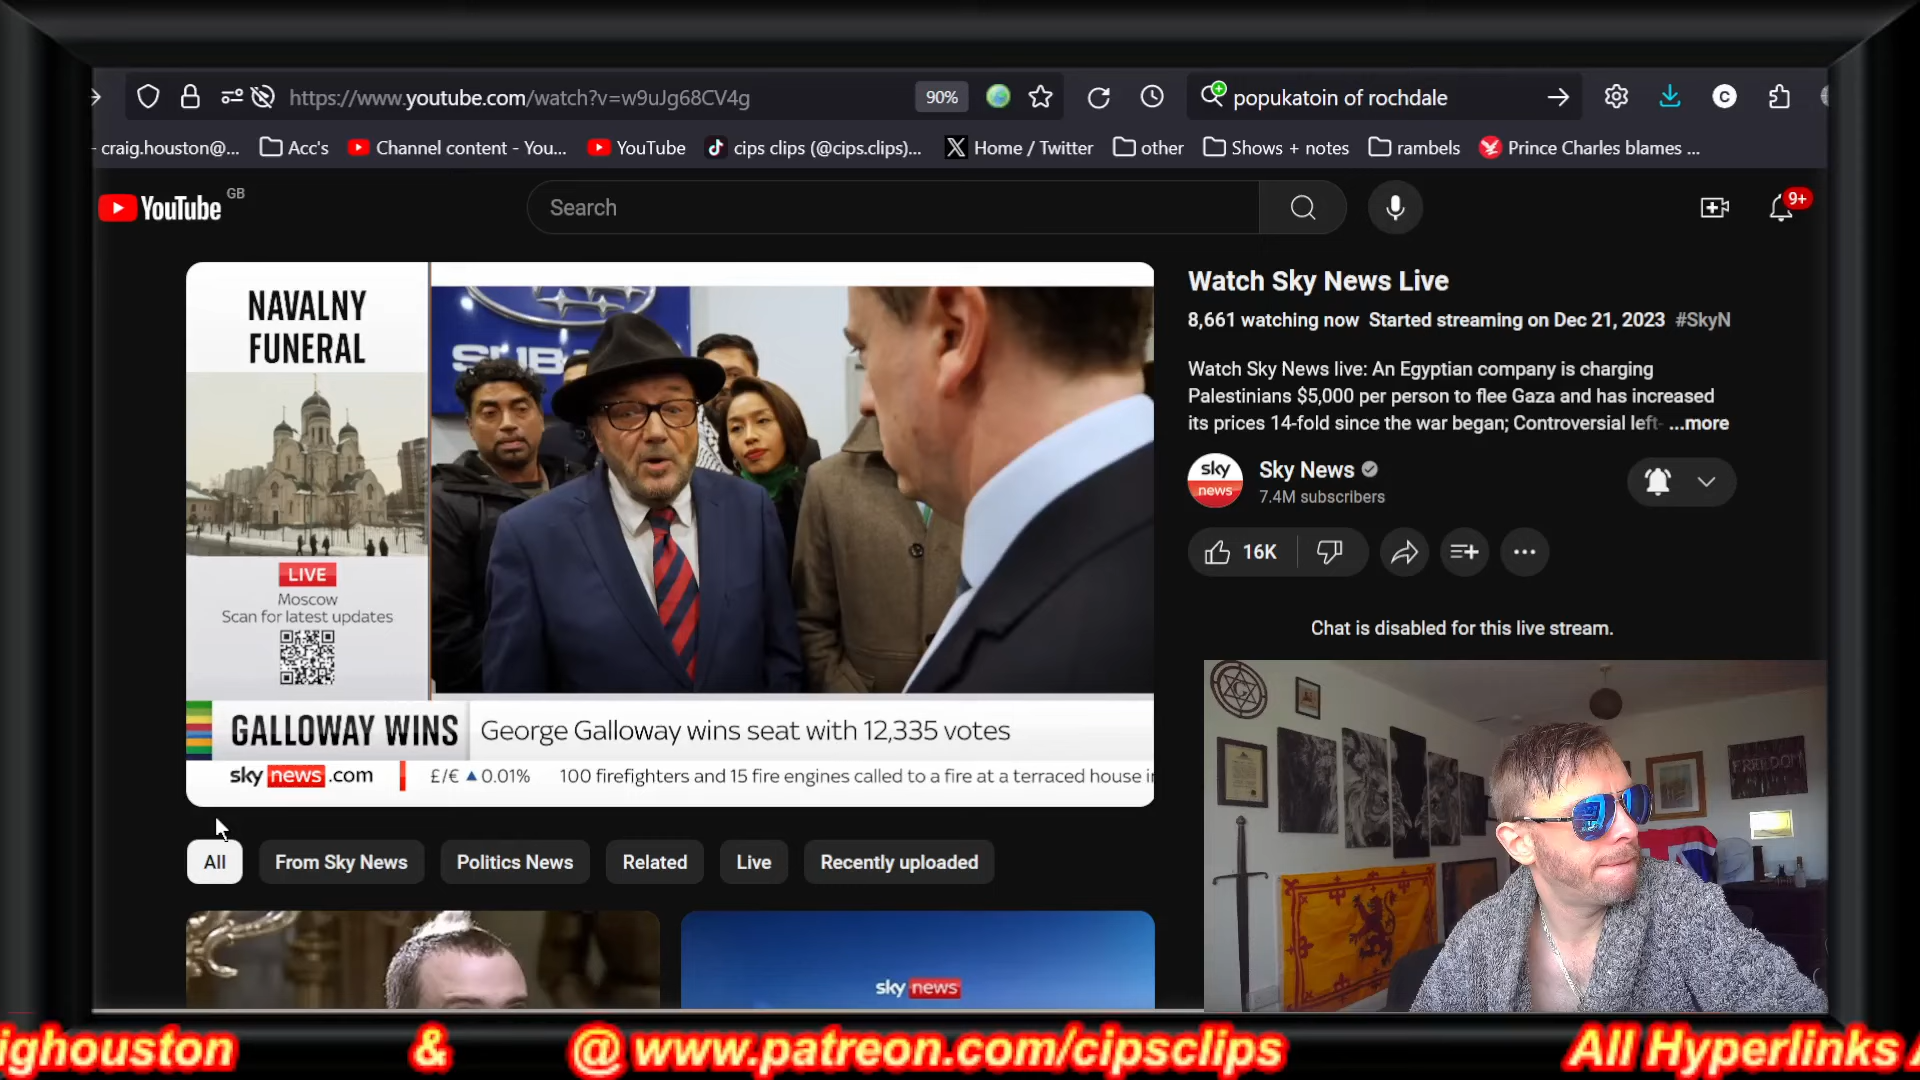 https://www.youtube.com/watch?v=w9uJg68CV4g
90%
popukatoin of rochdale
C
- craig.houston@...
Acc's
Channel content - You...
YouTube
cips clips (@cips.clips)...
Home / Twitter
other
Shows + notes
rambels
Prince Charles blames ...
YouTube GB
Search
9+
NAVALNY
FUNERAL
LIVE
Moscow
Scan for latest updates
SUBA
GALLOWAY WINS
George Galloway wins seat with 12,335 votes
sky news.com
£/€ ▲ 0.01%
100 firefighters and 15 fire engines called to a fire at a terraced house i
Watch Sky News Live
8,661 watching now Started streaming on Dec 21, 2023 #SkyN
Watch Sky News live: An Egyptian company is charging
Palestinians $5,000 per person to flee Gaza and has increased
its prices 14-fold since the war began; Controversial left- ...more
sky
news
Sky News
7.4M subscribers
16K
Chat is disabled for this live stream.
FREEDOM
All
From Sky News
Politics News
Related
Live
Recently uploaded
sky news
ighouston & @ www.patreon.com/cipsclips All Hyperlinks